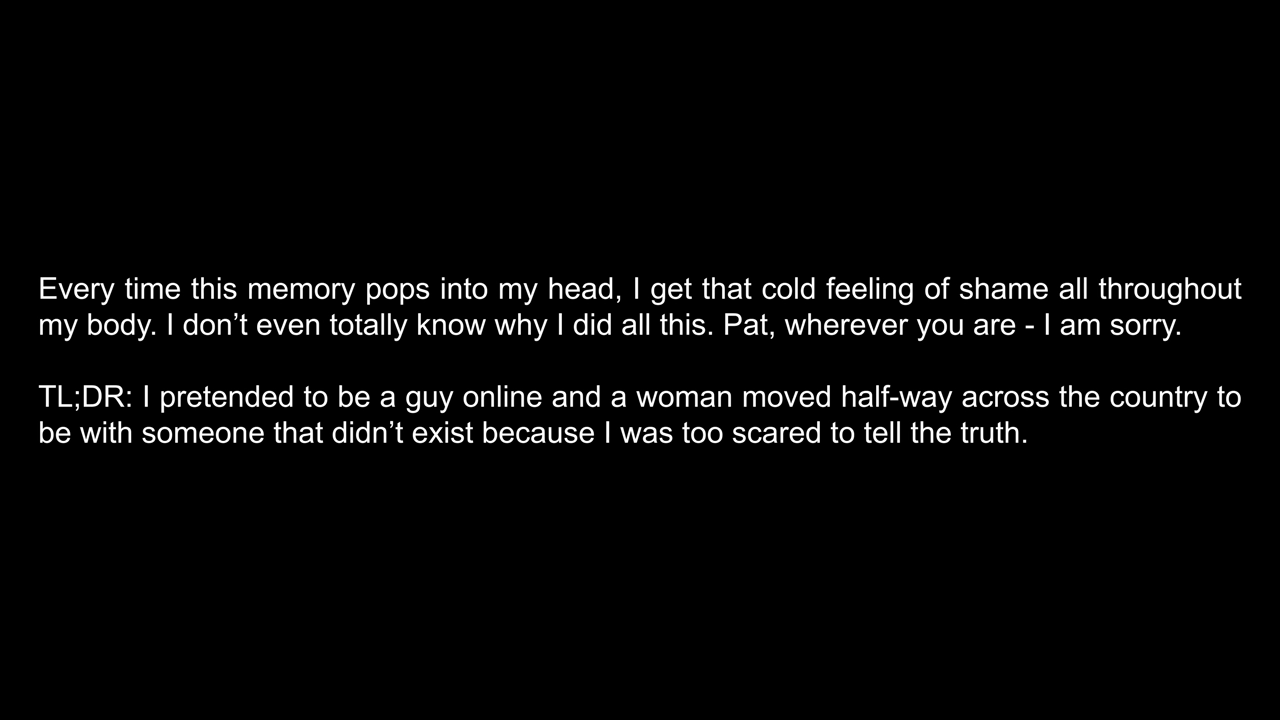 Every time this memory pops into my head, I get that cold feeling of shame all throughout
my body. I don’t even totally know why I did all this. Pat, wherever you are - I am sorry.
TL;DR: I pretended to be a guy online and a woman moved half-way across the country to
be with someone that didn’t exist because I was too scared to tell the truth.